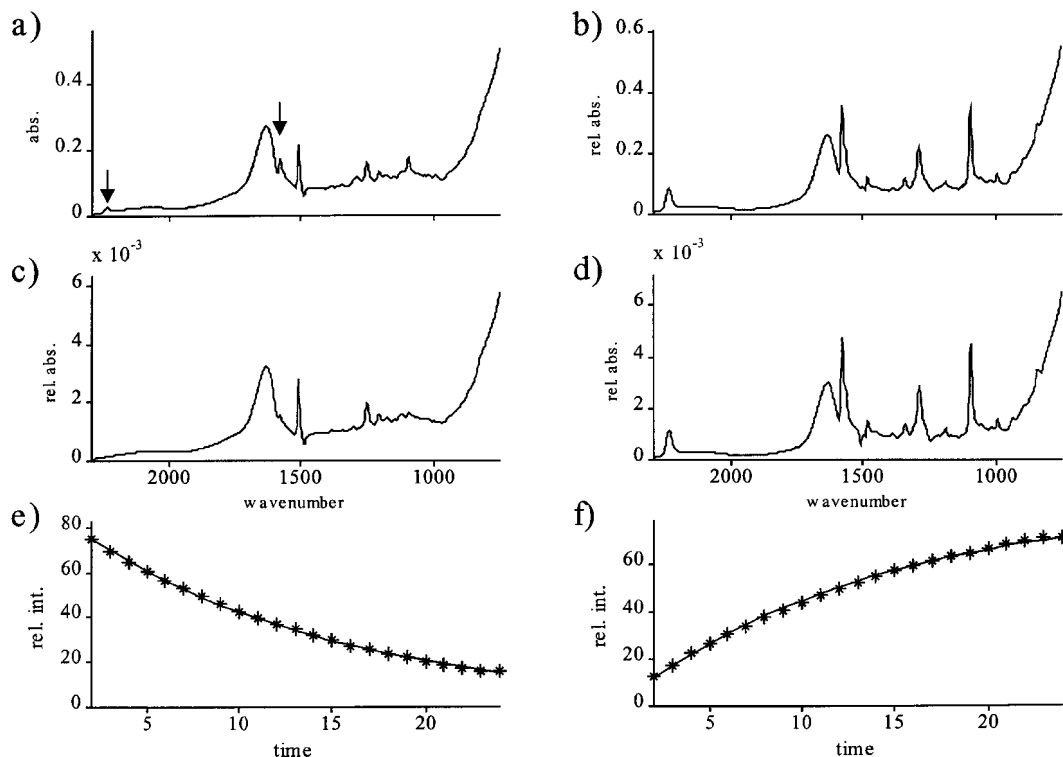 a)
abs.
0.4
0.2
0
b)
rel. abs.
0.6
0.4
0.2
0
c)
x 10-3
rel. abs.
6
4
2
0
2000 1500 1000
wavenumber
d)
x 10-3
rel. abs.
6
4
2
0
2000 1500 1000
wavenumber
e)
rel. int.
80
60
40
20
0
5 10 15 20
time
f)
rel. int.
60
40
20
0
5 10 15 20
time